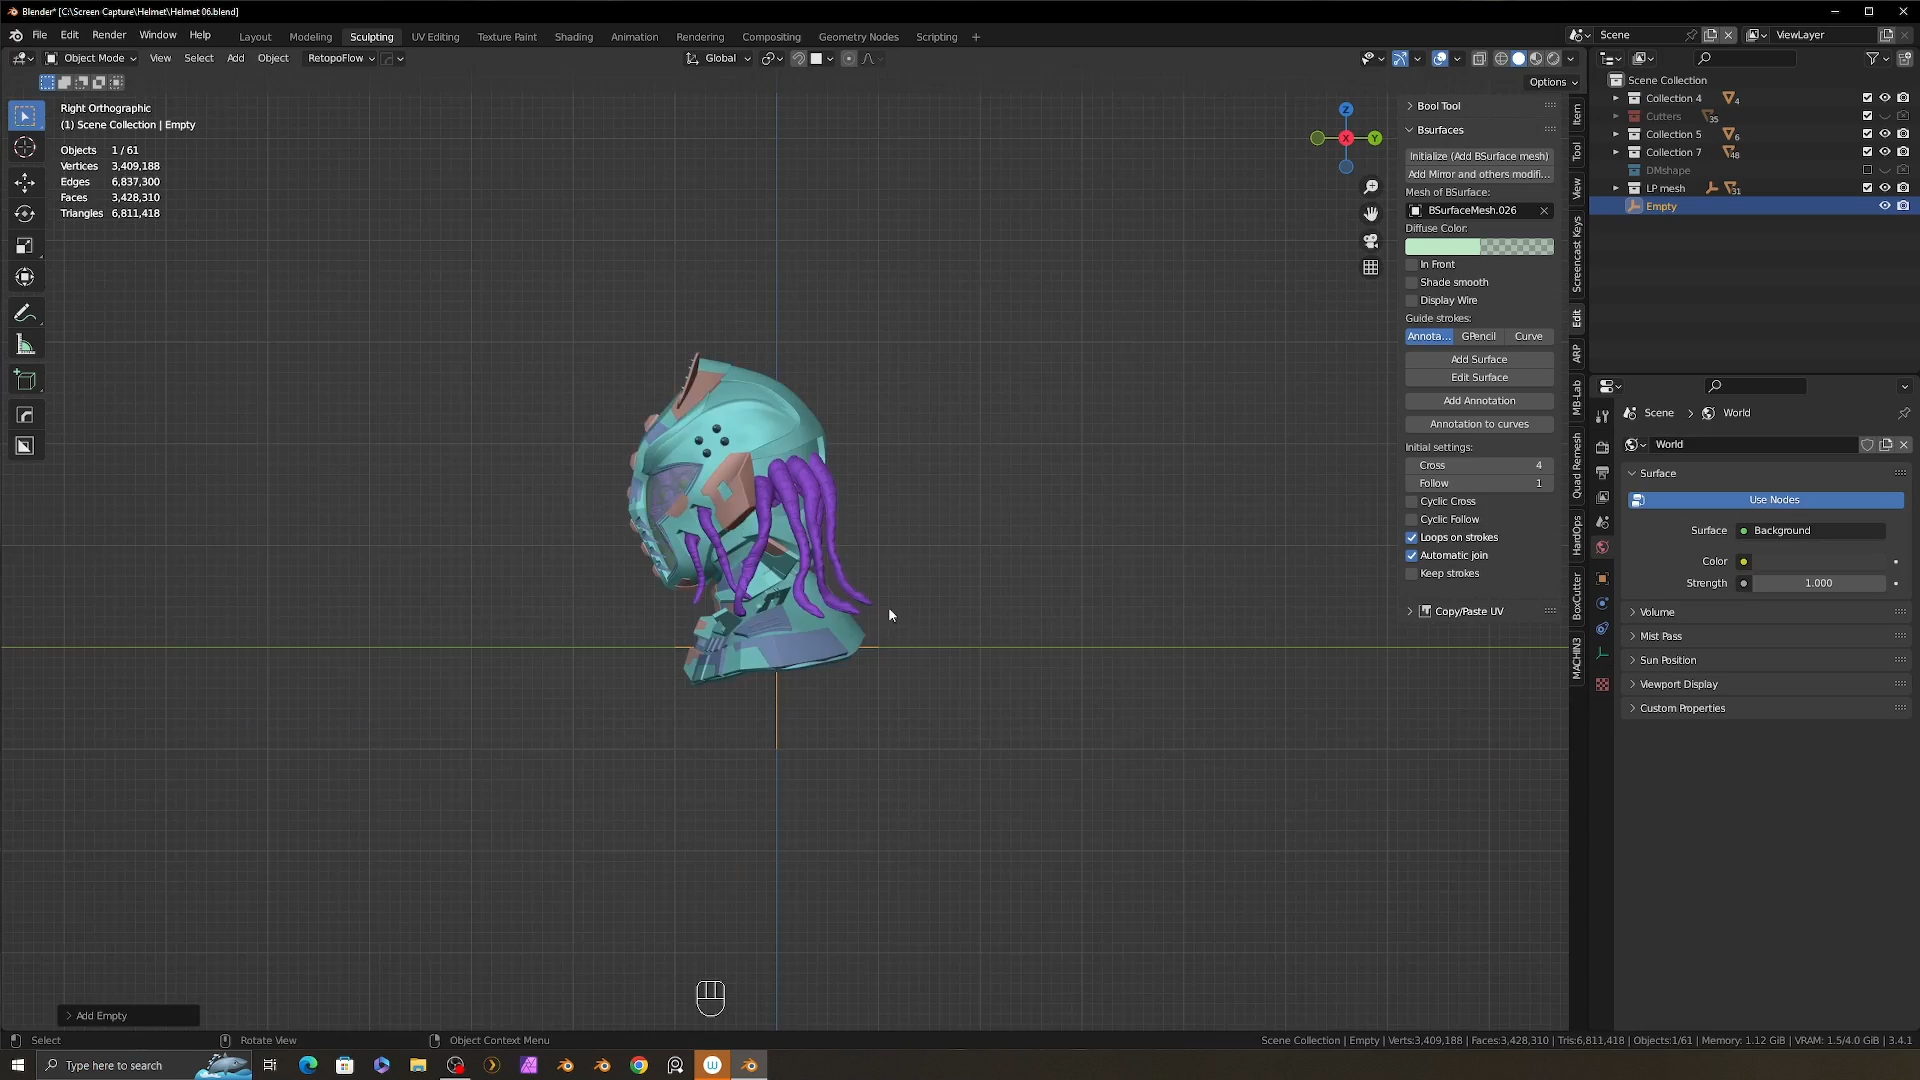 Blender* [C:\Screen Capture\Helmet\Helmet 06.blend]
File Edit Render Window Help Layout Modeling Sculpting UV Editing Texture Paint Shading Animation Rendering Compositing Geometry Nodes Scripting + Scene ViewLayer
Object Mode View Select Add Object RetopoFlow Global
Options
Right Orthographic
(1) Scene Collection | Empty
Objects 1 / 61
Vertices 3,409,188
Edges 6,837,300
Faces 3,428,310
Triangles 6,811,418
Z
X
Y
Bool Tool
Bsurfaces
Initialize (Add BSurface mesh)
Add Mirror and others modifi...
Mesh of BSurface:
BSurfaceMesh.026
Diffuse Color:
In Front
Shade smooth
Display Wire
Guide strokes:
Annota... GPencil Curve
Add Surface
Edit Surface
Add Annotation
Annotation to curves
Initial settings:
Cross 4
Follow 1
Cyclic Cross
Cyclic Follow
Loops on strokes
Automatic join
Keep strokes
Copy/Paste UV
Item
Tool
View
Screencast Keys
Edit
ARP
MB-Lab
Quad Remesh
HardOps
BoxCutter
MACHIN3
Scene Collection
Collection 4 4
Cutters 35
Collection 5 6
Collection 7 48
DMshape
LP mesh 31
Empty
Scene > World
World
Surface
Use Nodes
Surface Background
Color
Strength 1.000
Volume
Mist Pass
Sun Position
Viewport Display
Custom Properties
Add Empty
Select Rotate View Object Context Menu Scene Collection | Empty | Verts:3,409,188 | Faces:3,428,310 | Tris:6,811,418 | Objects:1/61 | Memory: 1.12 GiB | VRAM: 1.5/4.0 GiB | 3.4.1
Type here to search